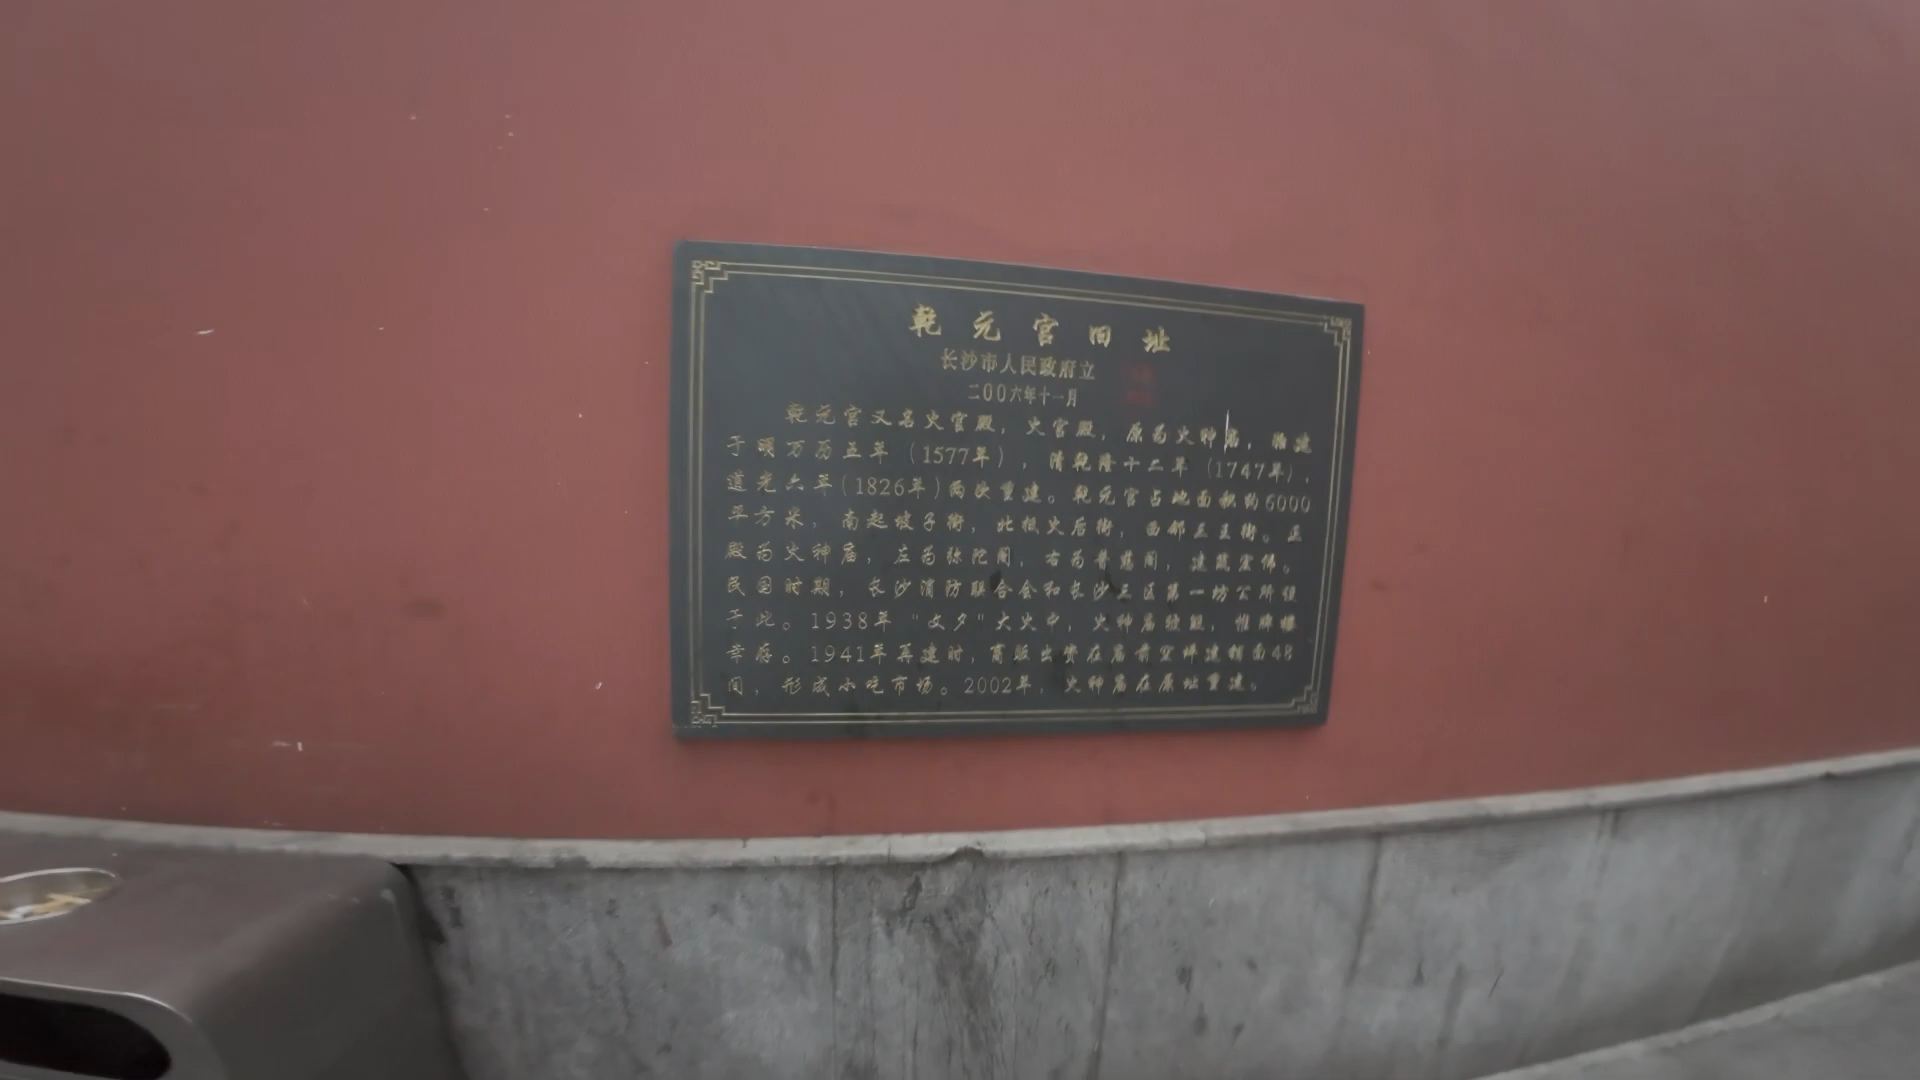 乾元宫旧址
长沙市人民政府立
二00六年十一月
乾元宫又名火宫殿，火宫殿，原为火神庙，始建
于明万历五年（1577年），清乾隆十二年（1747年）、
道光六年（1826年）两次重建。乾元宫占地面积约6000
平方米，南起坡子街，北抵火后街，西邻三王街。正
殿为火神庙，左为弥陀阁，右为普慈阁，建筑宏伟。
民国时期，长沙消防联合会和长沙三区第一坊公所设
于此。1938年"文夕"大火中，火神庙被毁，惟牌楼
幸存。1941年再建时，商贩出资在庙前空坪建铺面48
间，形成小吃市场。2002年，火神庙在原址重建。